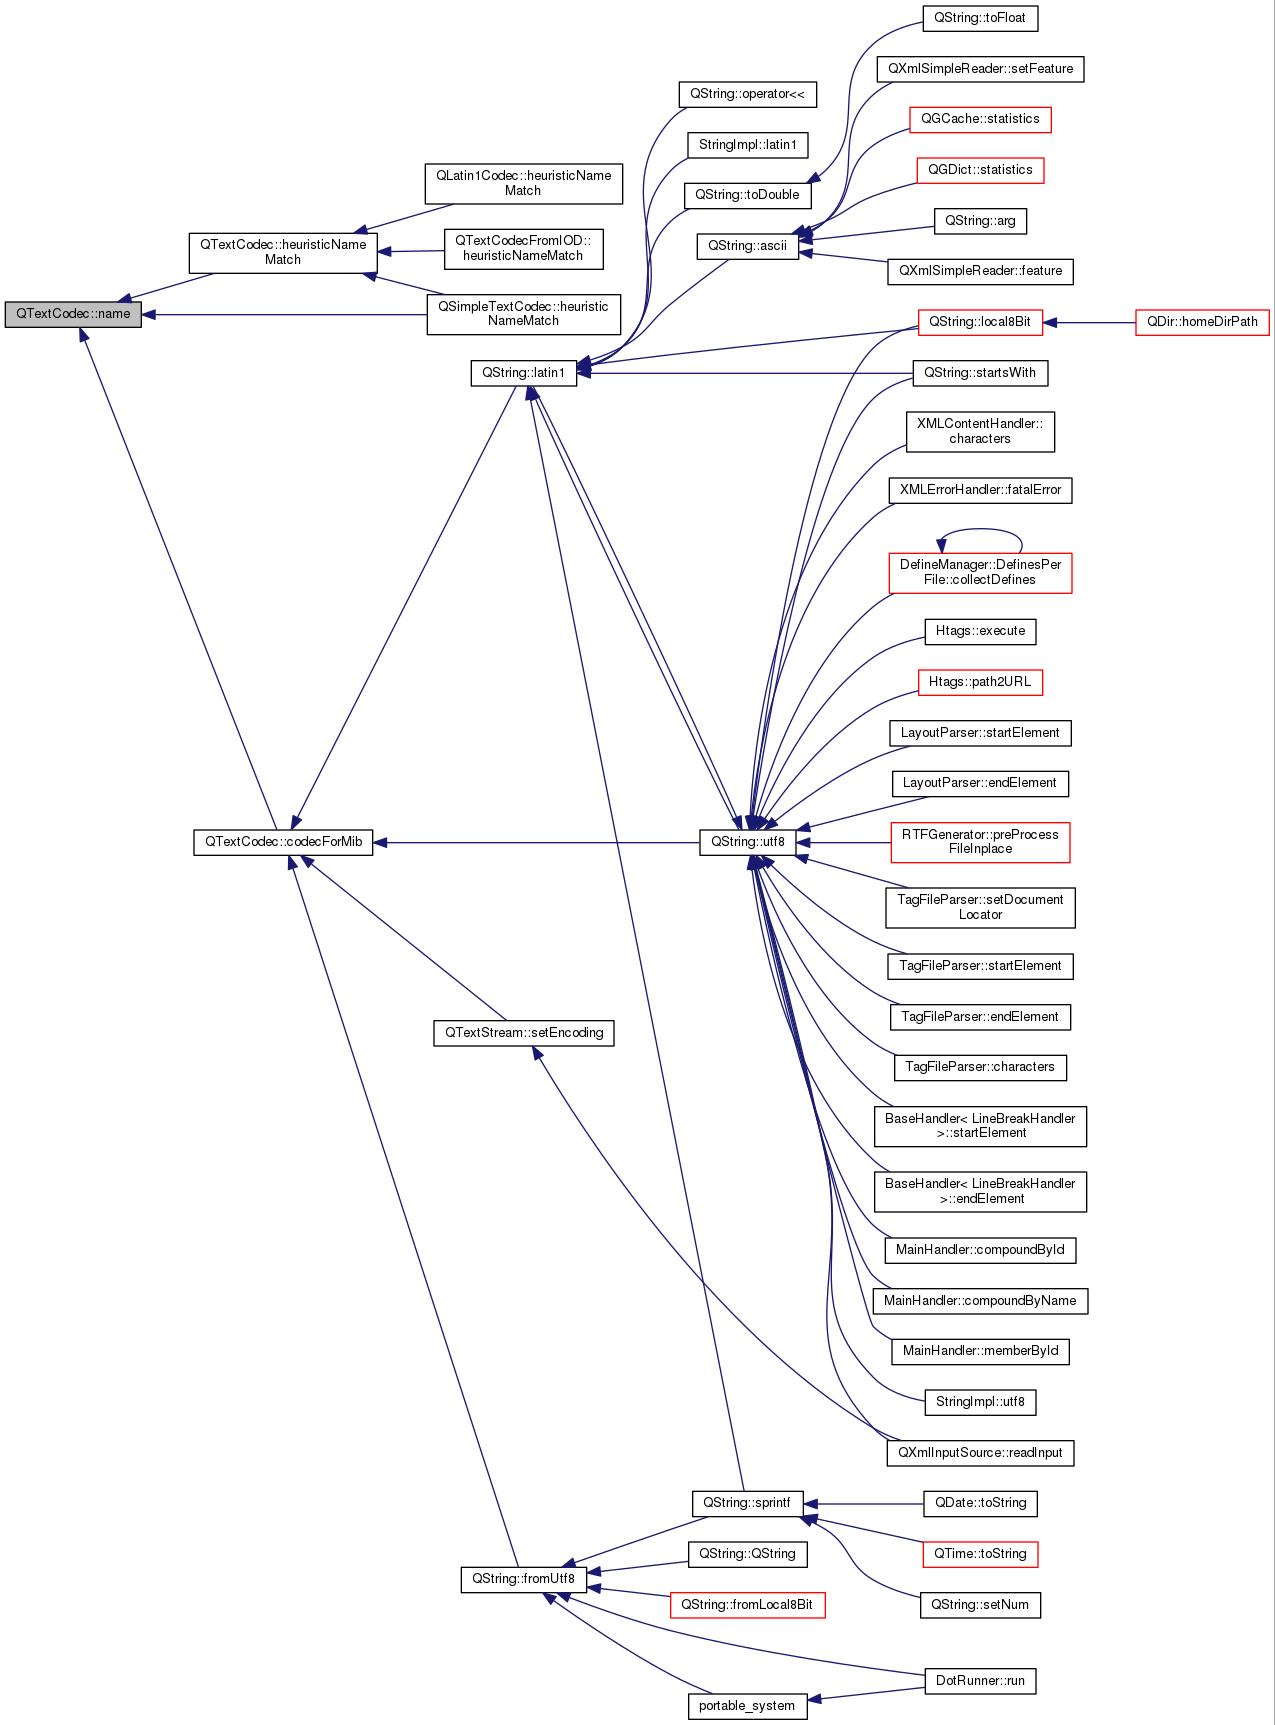 QString::toFloat
QXmlSimpleReader::setFeature
QString::operator<<
QGCache::statistics
StringImpl::latin1
QGDict::statistics
QLatin1Codec::heuristicName
Match
QString::toDouble
QString::arg
QTextCodec::heuristicName
Match
QTextCodecFromIOD::
heuristicNameMatch
QString::ascii
QXmlSimpleReader::feature
QTextCodec::name
QSimpleTextCodec::heuristic
NameMatch
QString::local8Bit
QDir::homeDirPath
QString::latin1
QString::startsWith
XMLContentHandler::
characters
XMLErrorHandler::fatalError
DefineManager::DefinesPer
File::collectDefines
Htags::execute
Htags::path2URL
LayoutParser::startElement
LayoutParser::endElement
QTextCodec::codecForMib
QString::utf8
RTFGenerator::preProcess
FileInplace
TagFileParser::setDocument
Locator
TagFileParser::startElement
TagFileParser::endElement
QTextStream::setEncoding
TagFileParser::characters
BaseHandler< LineBreakHandler
>::startElement
BaseHandler< LineBreakHandler
>::endElement
MainHandler::compoundById
MainHandler::compoundByName
MainHandler::memberById
StringImpl::utf8
QXmlInputSource::readInput
QString::sprintf
QDate::toString
QString::QString
QTime::toString
QString::fromUtf8
QString::fromLocal8Bit
QString::setNum
DotRunner::run
portable_system